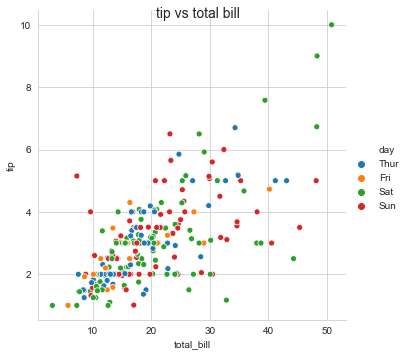 tip vs total bill
10
8
6
4
2
tip
10
20
30
40
50
total_bill
day
Thur
Fri
Sat
Sun